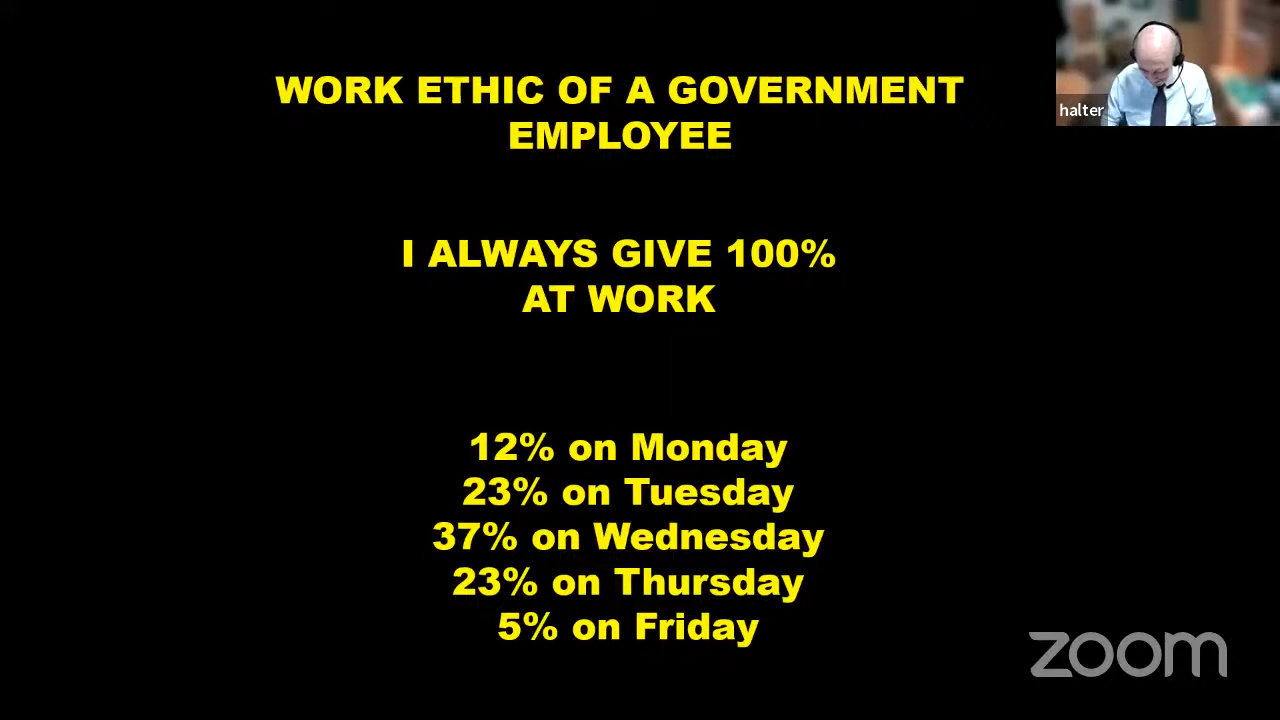 WORK ETHIC OF A GOVERNMENT
EMPLOYEE
halter
I ALWAYS GIVE 100%
AT WORK
12% on Monday
23% on Tuesday
37% on Wednesday
23% on Thursday
5% on Friday
zoom